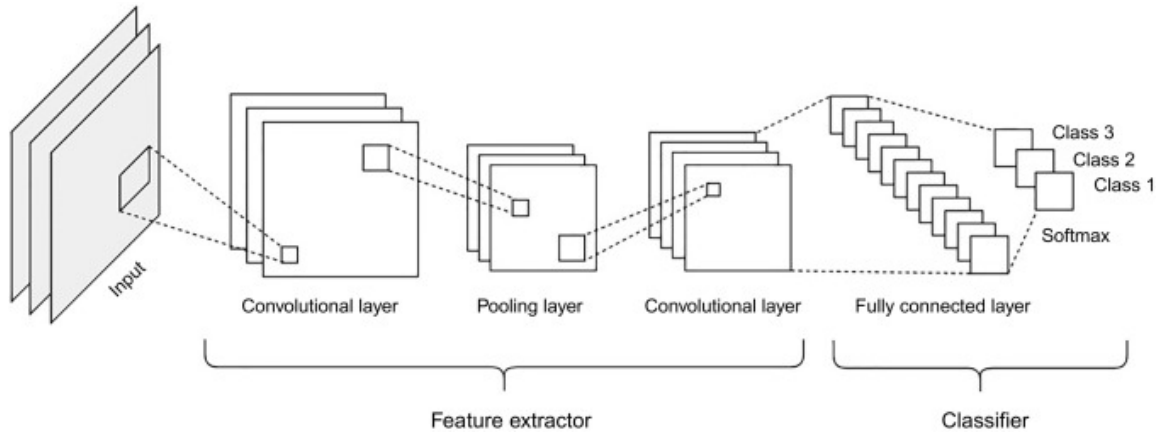 Input
Convolutional layer
Pooling layer
Convolutional layer
Fully connected layer
Class 3
Class 2
Class 1
Softmax
Feature extractor
Classifier